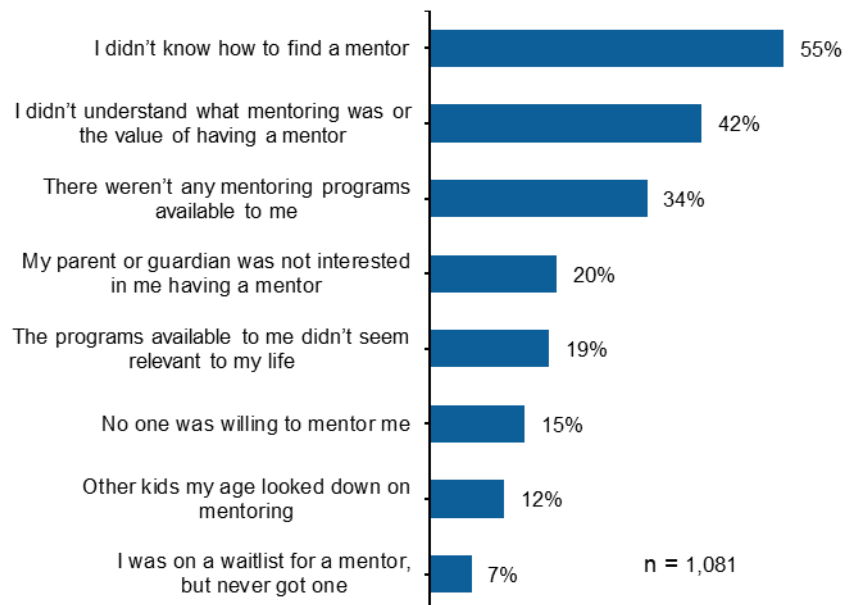 I didn't know how to find a mentor
55%
I didn't understand what mentoring was or
the value of having a mentor
42%
There weren't any mentoring programs
available to me
34%
My parent or guardian was not interested
in me having a mentor
20%
The programs available to me didn't seem
relevant to my life
19%
No one was willing to mentor me
15%
Other kids my age looked down on
mentoring
12%
I was on a waitlist for a mentor,
but never got one
7%
n = 1,081